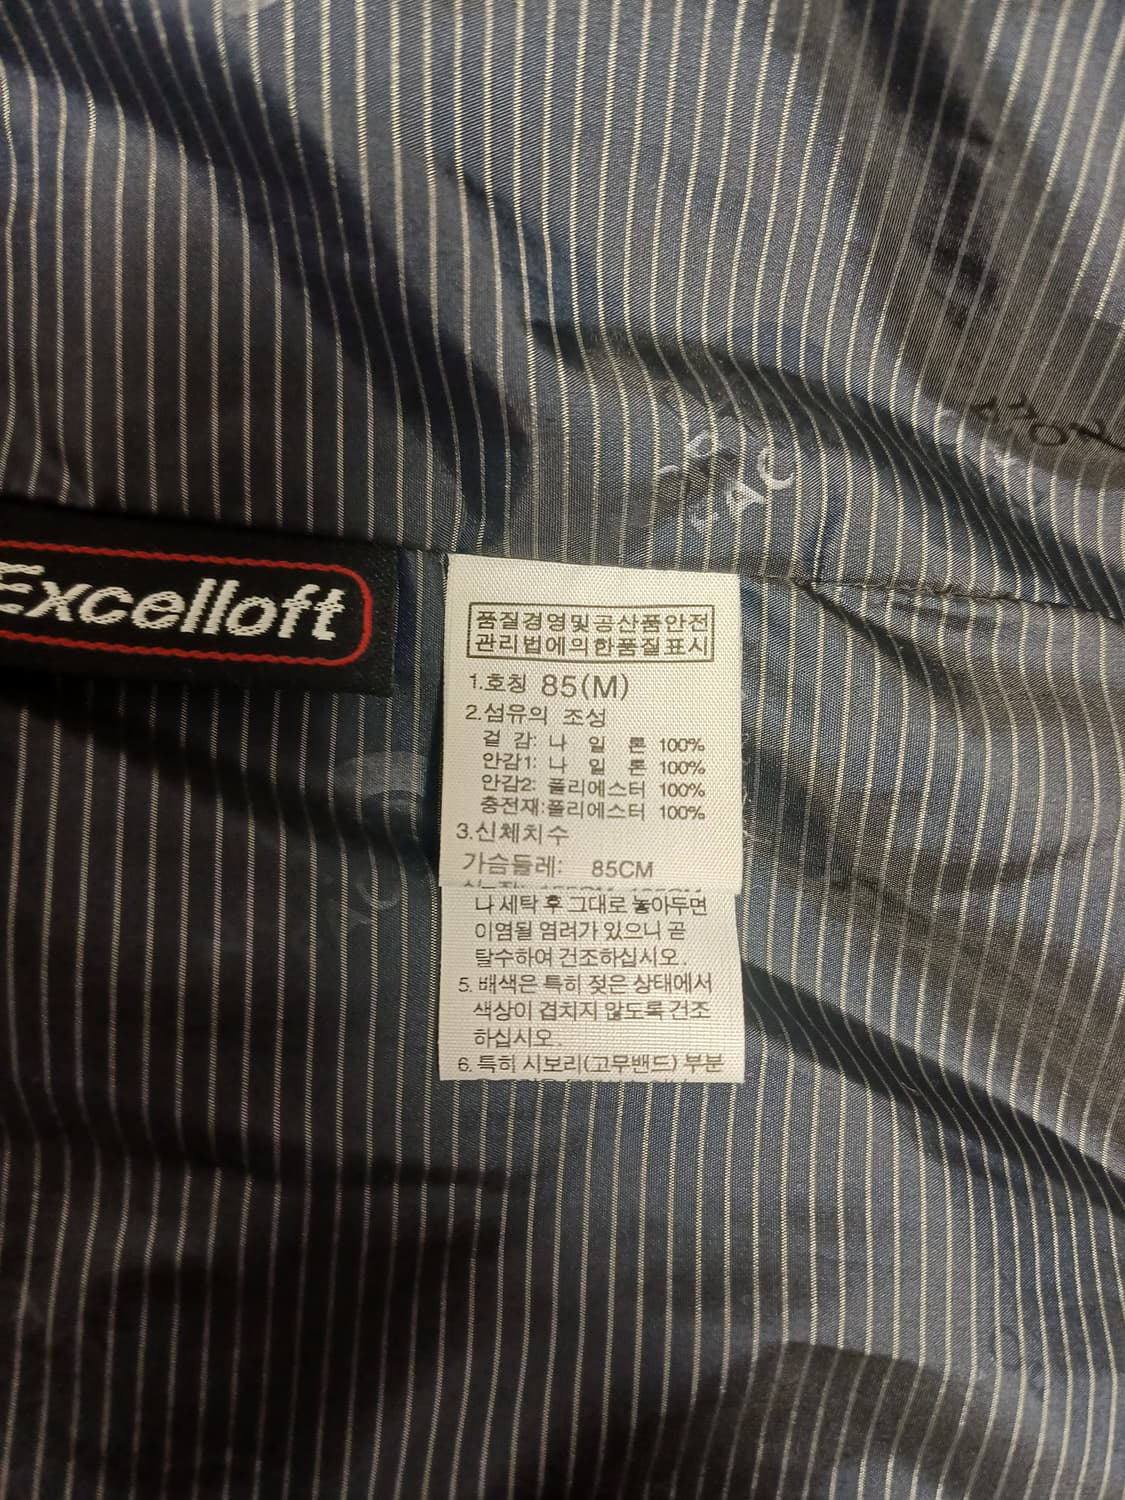 Excelloft
품질경영및공산품안전
관리법에의한품질표시
1.호칭 85(M)
2.섬유의 조성
겉 감: 나 일 론 100%
안감1: 나 일 론 100%
안감2: 폴리에스터 100%
충전재:폴리에스터 100%
3.신체치수
가슴둘레: 85CM
나 세탁 후 그대로 놓아두면
이염될 염려가 있으니 곧
탈수하여 건조하십시오.
5. 배색은 특히 젖은 상태에서
색상이 겹치지 않도록 건조
하십시오.
6. 특히 시보리(고무밴드) 부분